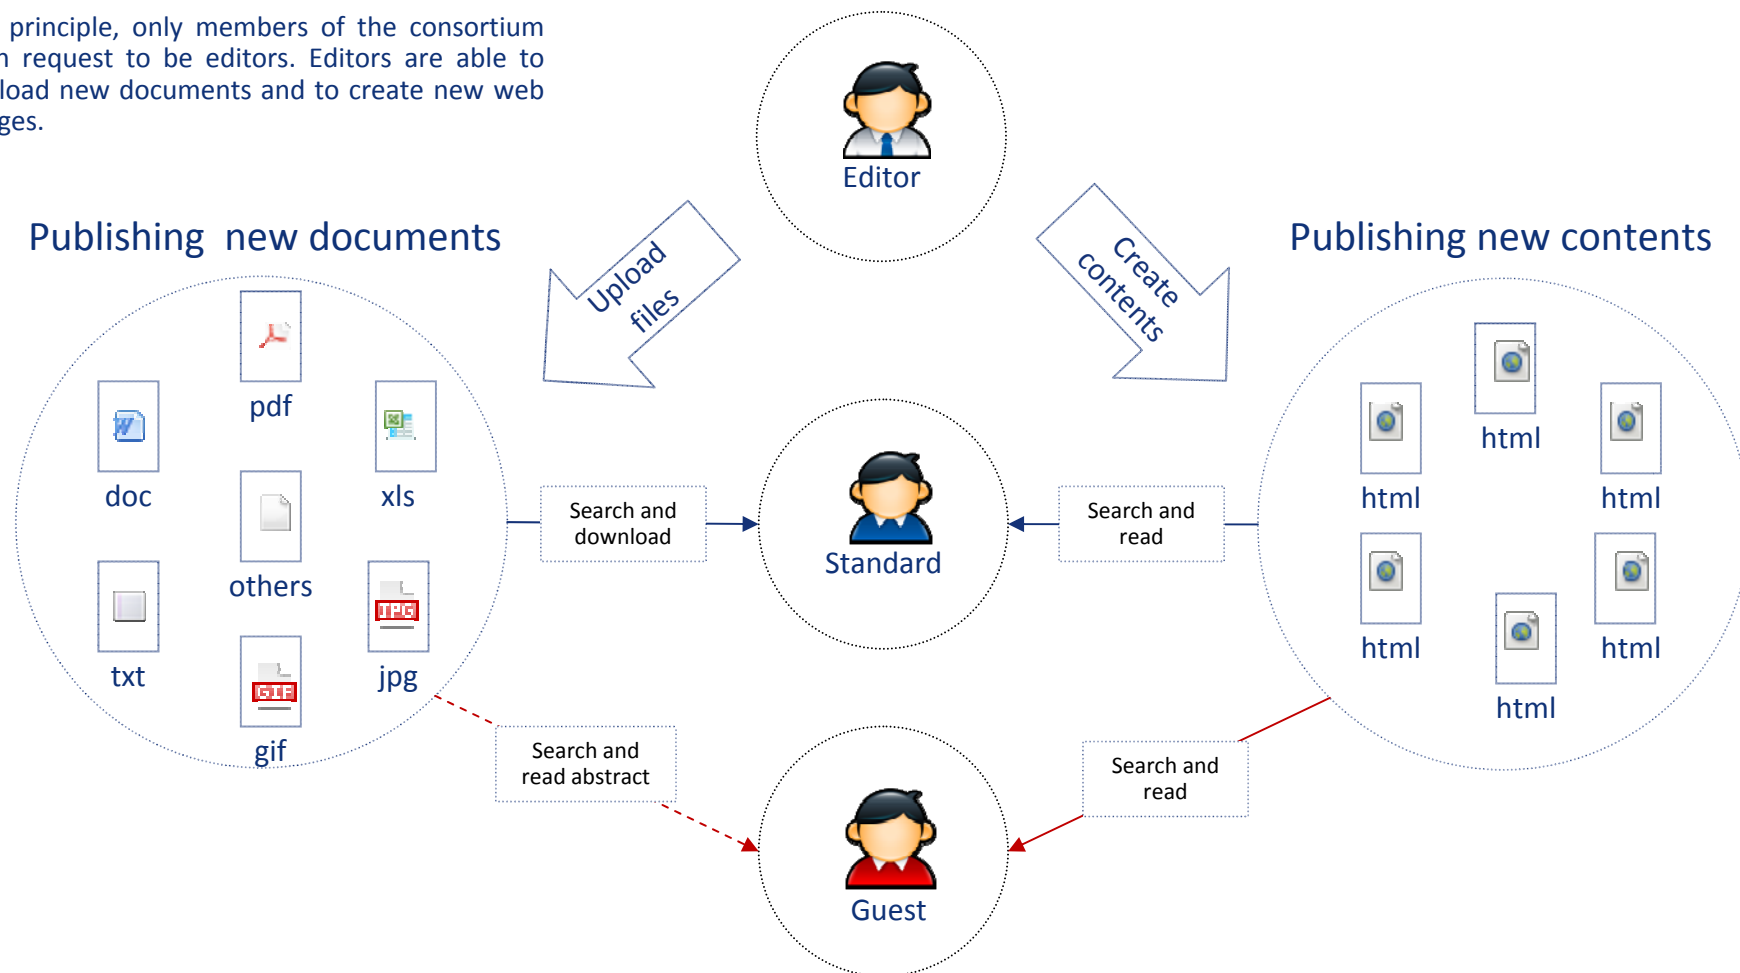 principle, only members of the consortium
request to be editors. Editors are able to
load new documents and to create new web
Editor
Publishing new documents
Publishing new contents
Upload
files
Create
contents
pdf
doc
xls
others
txt
JPG
jpg
GIF
gif
html
html
html
html
html
html
Search and
download
Standard
Search and
read
Search and
read abstract
Search and
read
Guest